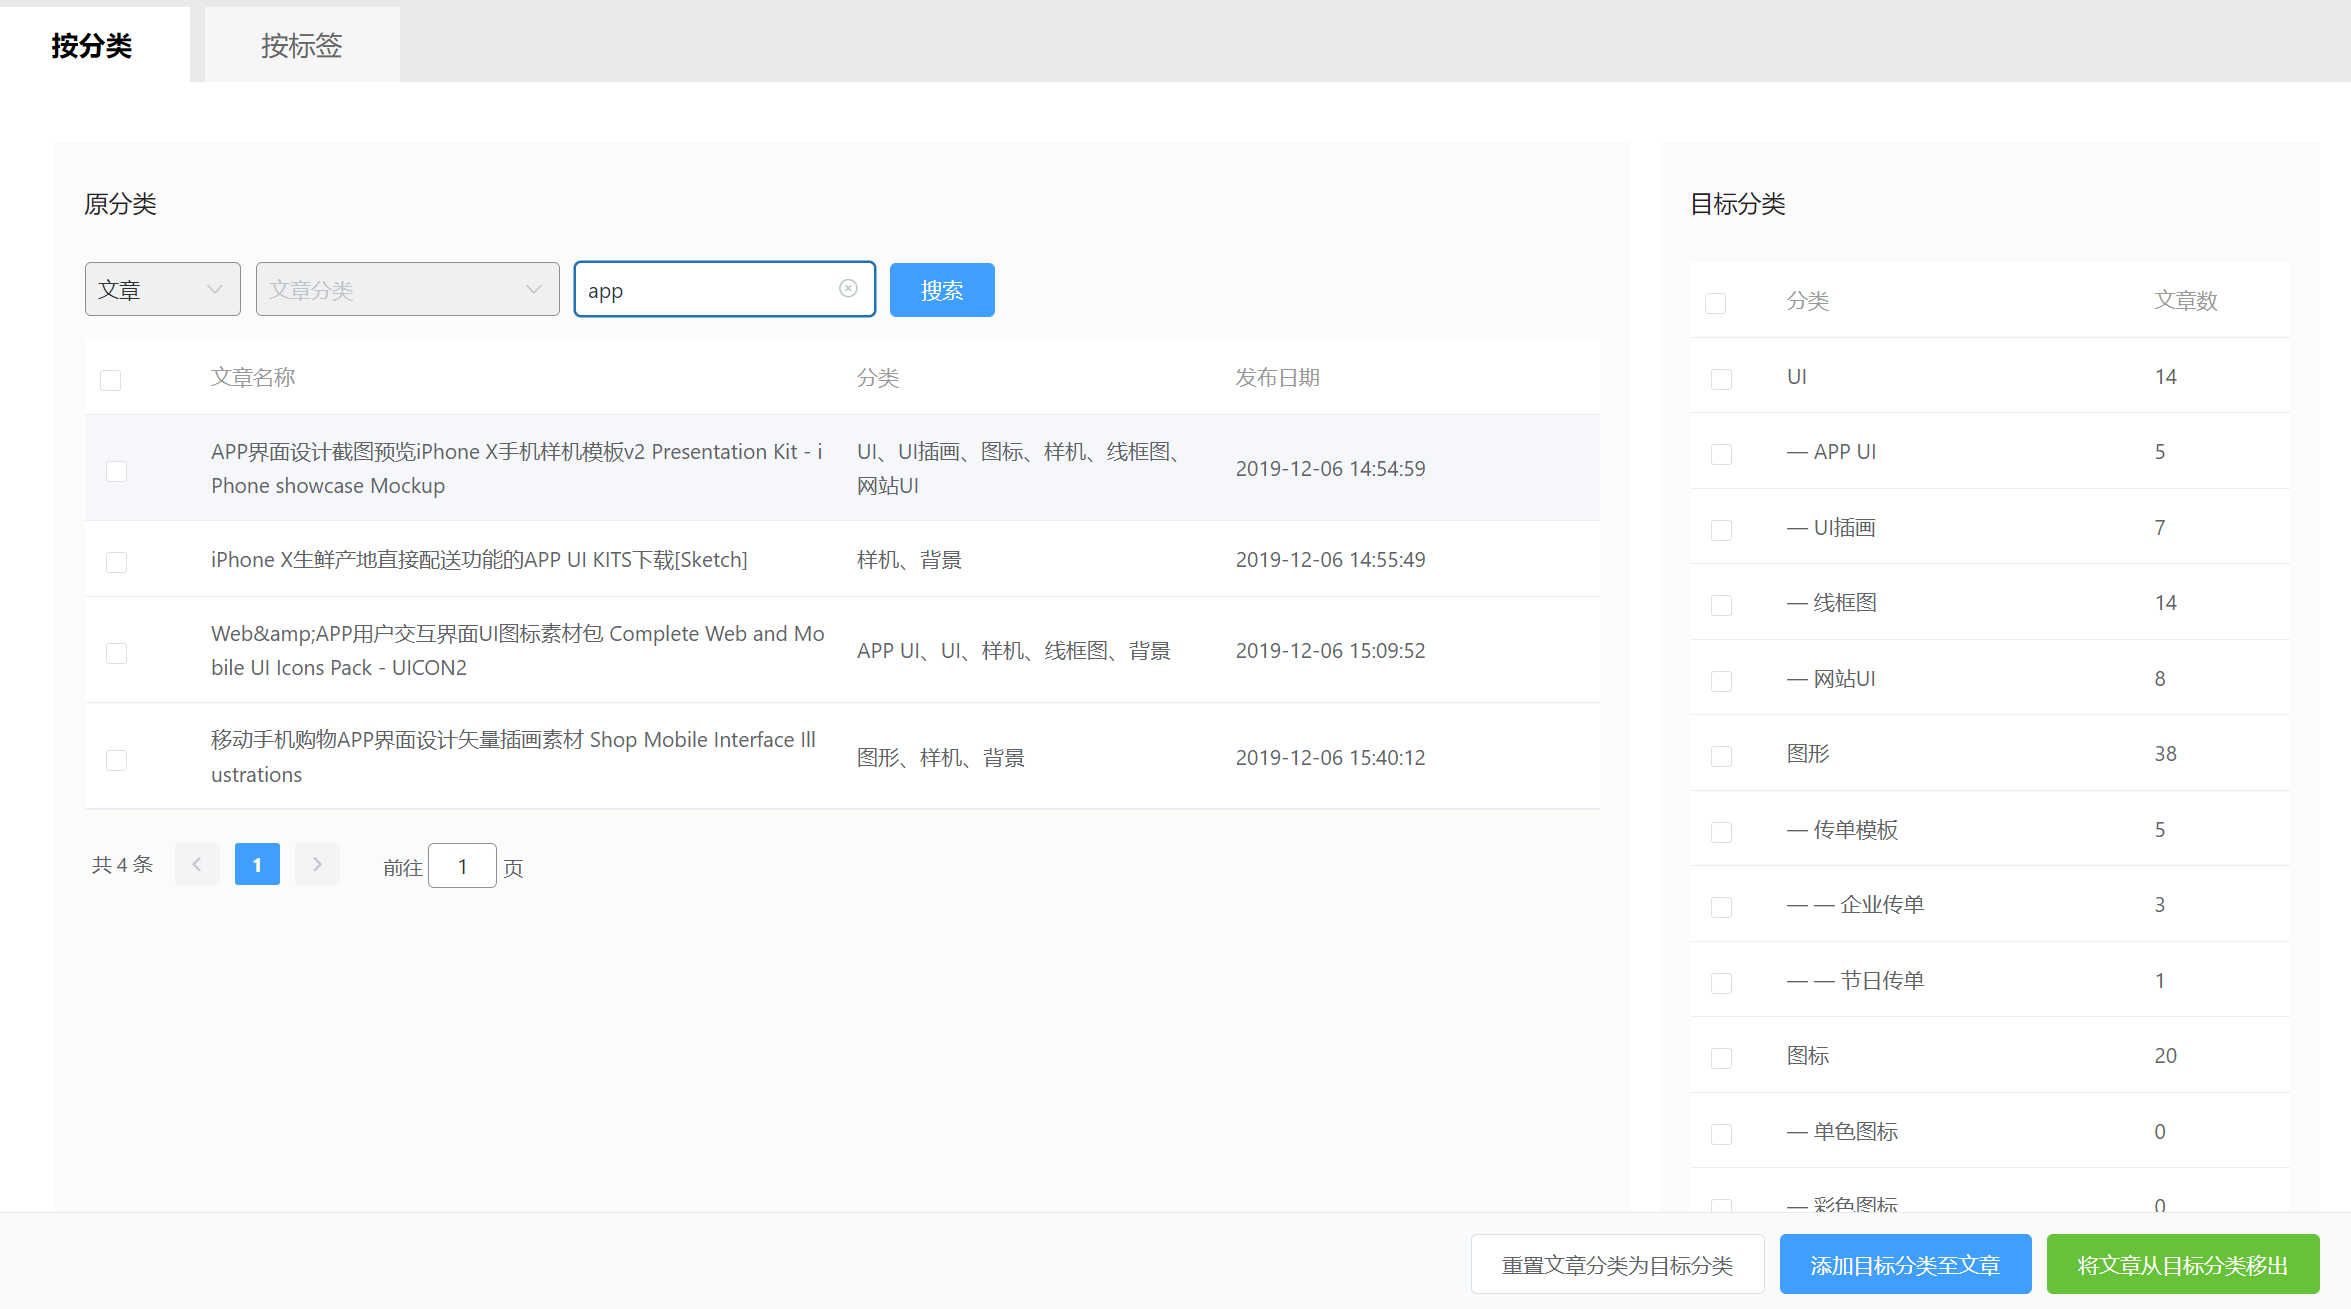 按分类
按标签
原分类
文章
文章分类
app
搜索
文章名称
分类
发布日期
APP界面设计截图预览iPhone X手机样机模板v2 Presentation Kit - i
Phone showcase Mockup
UI、UI插画、图标、样机、线框图、
网站UI
2019-12-06 14:54:59
iPhone X生鲜产地直接配送功能的APP UI KITS下载[Sketch]
样机、背景
2019-12-06 14:55:49
Web&amp;APP用户交互界面UI图标素材包 Complete Web and Mo
bile UI Icons Pack - UICON2
APP UI、UI、样机、线框图、背景
2019-12-06 15:09:52
移动手机购物APP界面设计矢量插画素材 Shop Mobile Interface Ill
ustrations
图形、样机、背景
2019-12-06 15:40:12
共 4 条
1
前往
1
页
目标分类
分类
文章数
UI
14
— APP UI
5
— UI插画
7
— 线框图
14
— 网站UI
8
图形
38
— 传单模板
5
— — 企业传单
3
— — 节日传单
1
图标
20
— 单色图标
0
— 彩色图标
0
重置文章分类为目标分类
添加目标分类至文章
将文章从目标分类移出